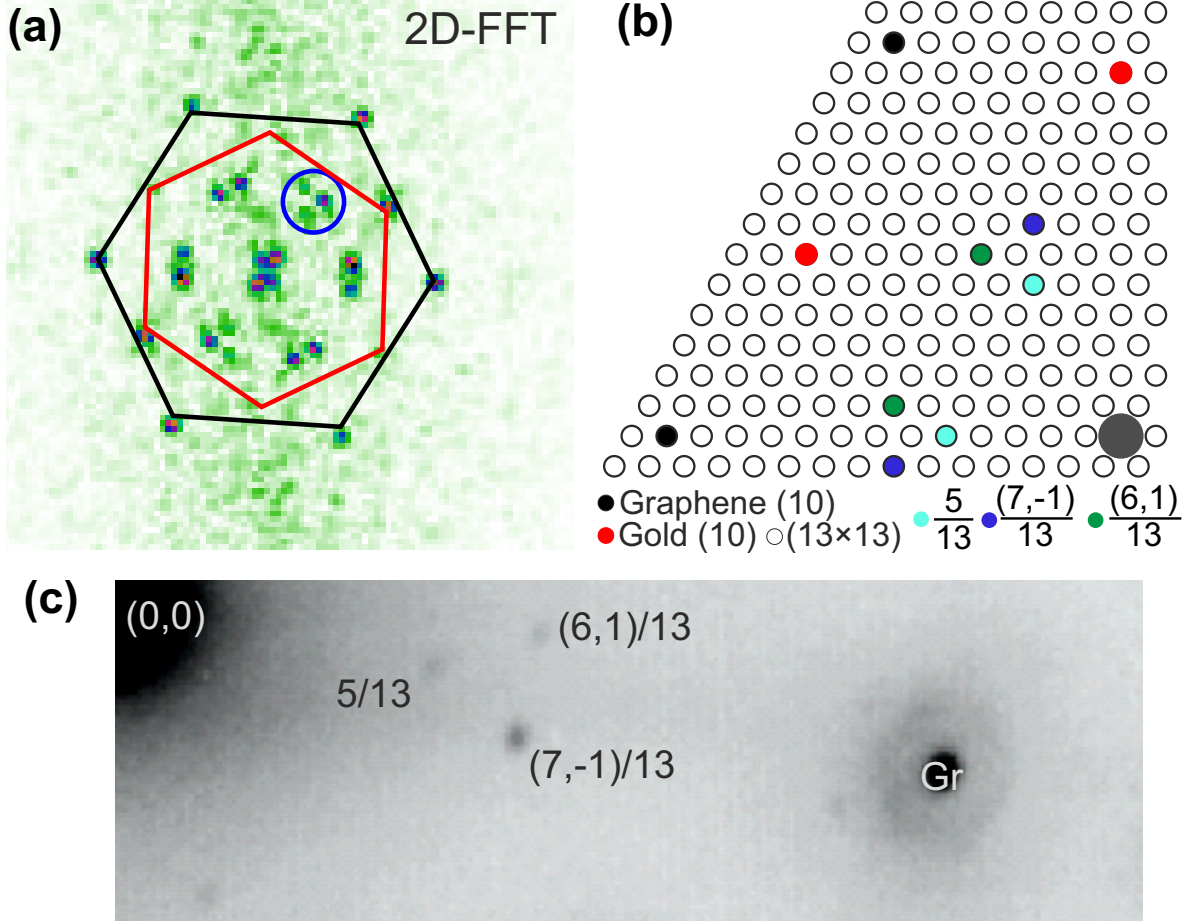 (a)
2D-FFT
(b)
Graphene (10)
Gold (10) (13×13)
5
13
(7,-1)
13
(6,1)
13
(c)
(0,0)
(6,1)/13
5/13
(7,-1)/13
Gr